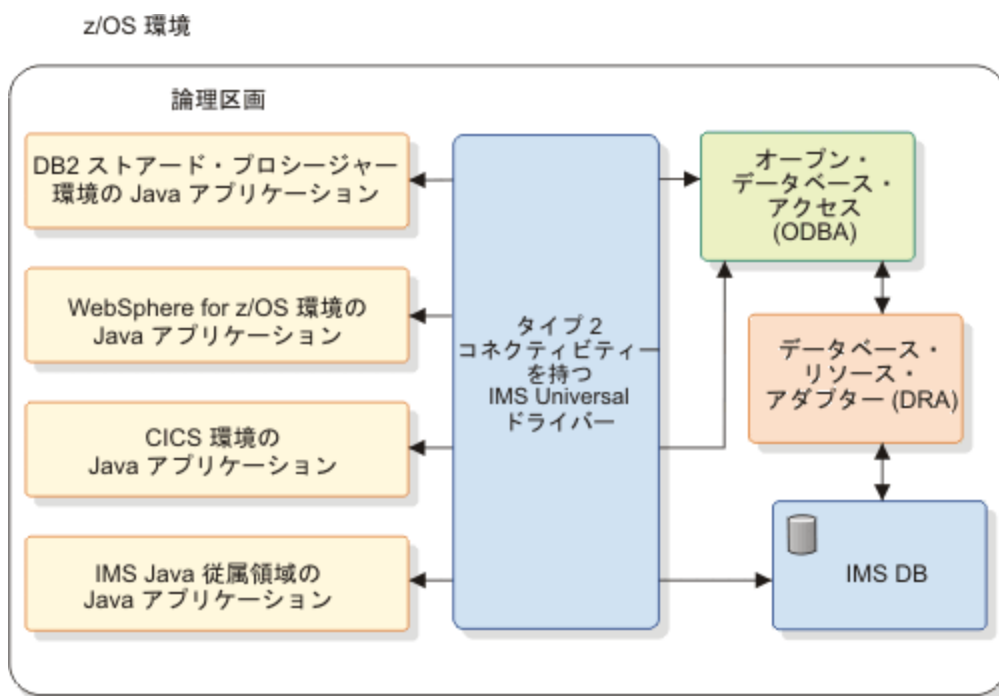 z/OS 環境
論理区画
DB2 ストアード・プロシージャー
環境の Java アプリケーション
WebSphere for z/OS 環境の
Java アプリケーション
CICS 環境の
Java アプリケーション
IMS Java 従属領域の
Java アプリケーション
タイプ 2
コネクティビティー
を持つ
IMS Universal
ドライバー
オープン・
データベース・
アクセス
(ODBA)
データベース・
リソース・
アダプター (DRA)
IMS DB